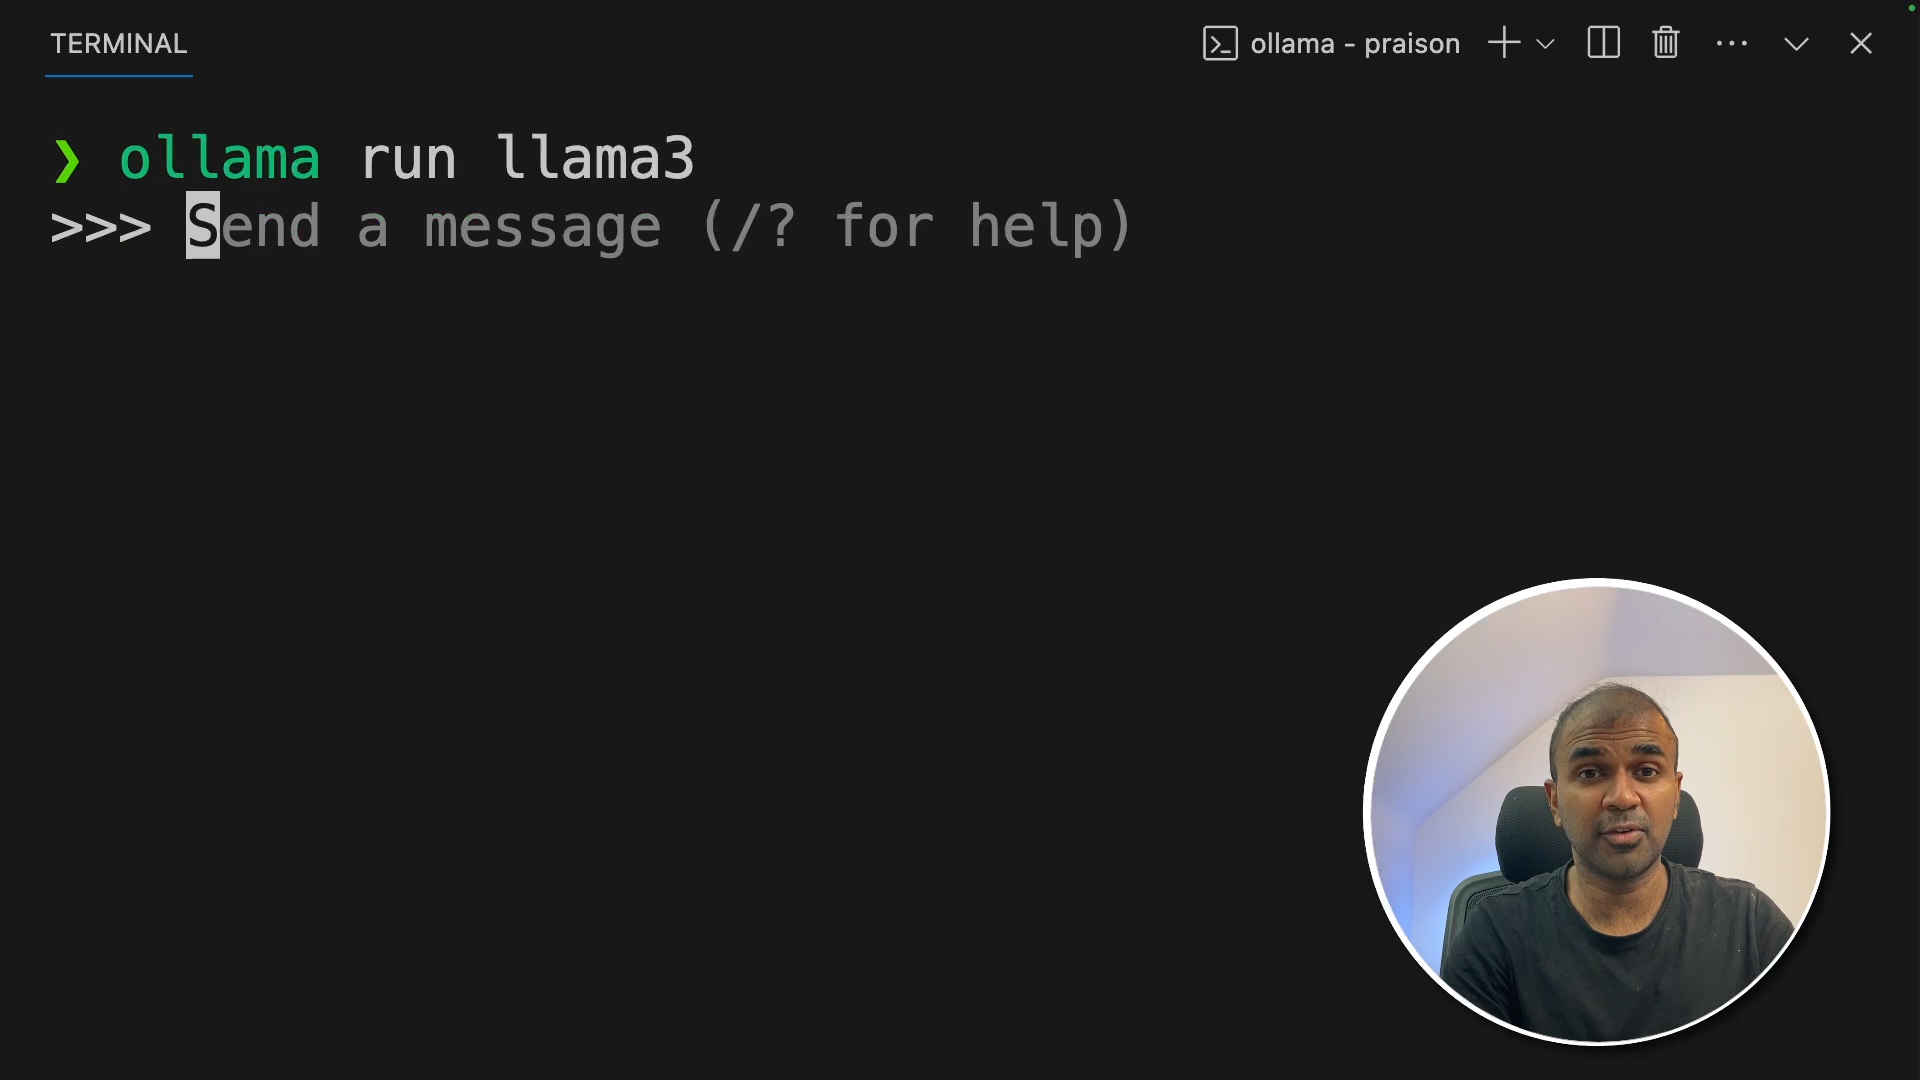 TERMINAL
ollama - praison
❯ ollama run llama3
>>> Send a message (/? for help)